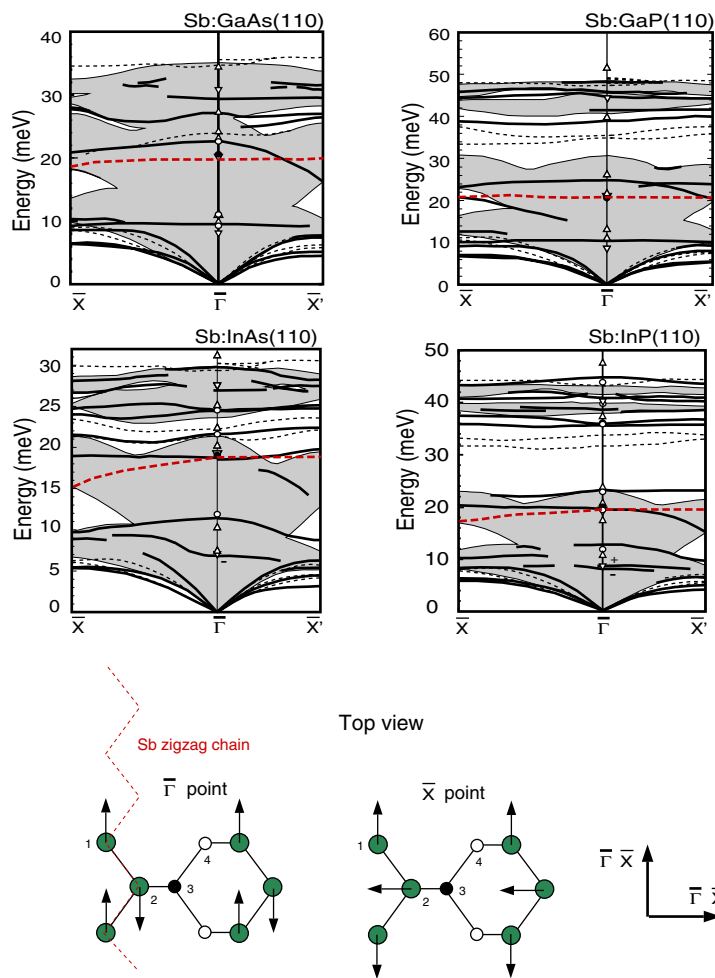 Sb:GaAs(110)
Energy (meV)
40
30
20
10
0
X̅ Γ̅ X̅'
Sb:GaP(110)
Energy (meV)
60
50
40
30
20
10
0
X̅ Γ̅ X̅'
Sb:InAs(110)
Energy (meV)
30
25
20
15
10
5
0
-
X̅ Γ̅ X̅'
Sb:InP(110)
Energy (meV)
50
40
30
20
10
0
+
-
X̅ Γ̅ X̅'
Top view
Sb zigzag chain
Γ̅ point
1
2
3
4
X̅ point
1
2
3
4
Γ̅ X̅
Γ̅ X̅